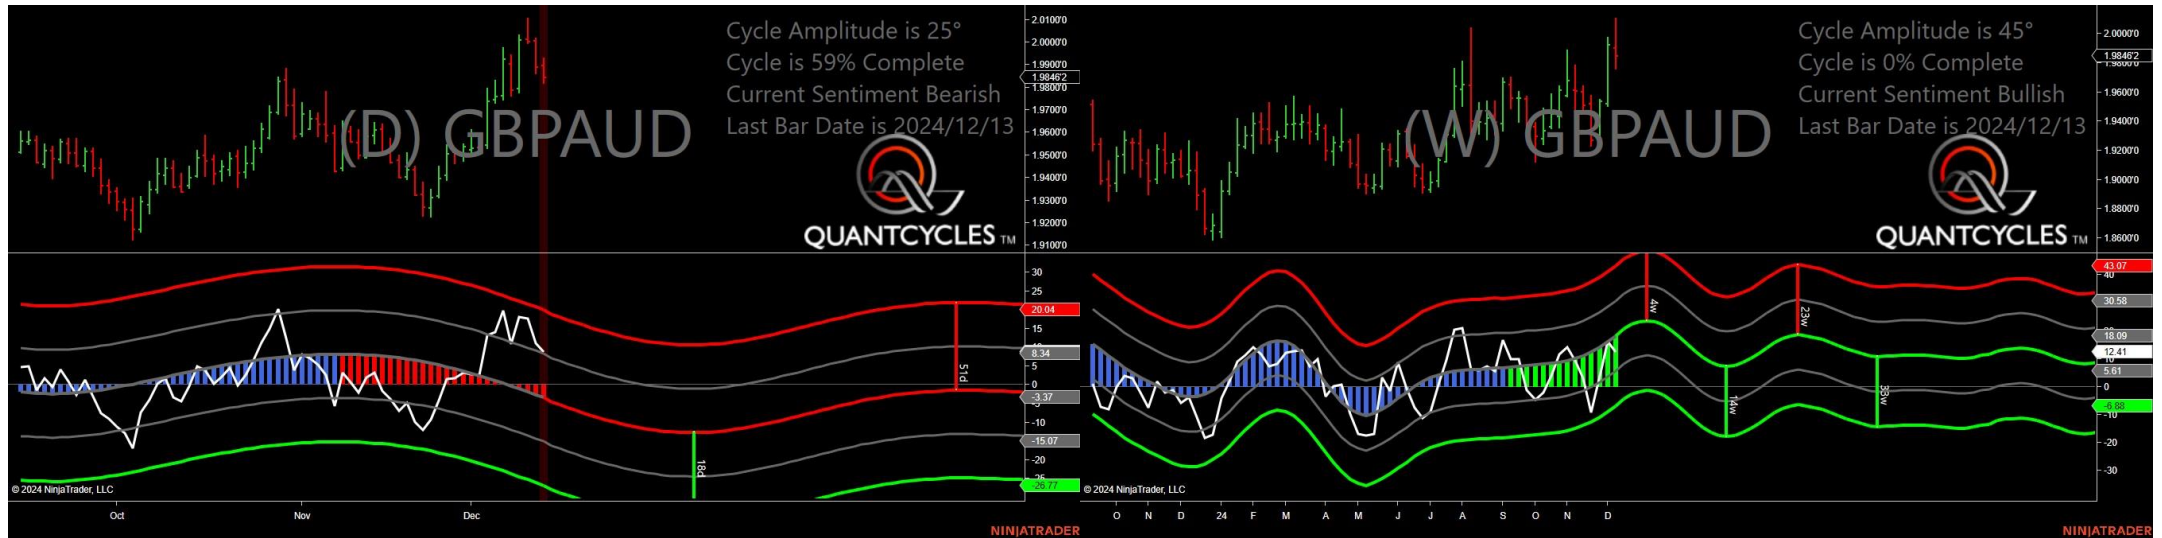 Cycle Amplitude is 25°
Cycle is 59% Complete
Current Sentiment Bearish
Last Bar Date is 2024/12/13
(D) GBPAUD
QUANTCYCLES TM
2.0100'0
2.0000'0
1.9900'0
1.9846'2
1.9800'0
1.9700'0
1.9600'0
1.9500'0
1.9400'0
1.9300'0
1.9200'0
1.9100'0
30
25
20.04
15
8.34
5
0
-3.37
-10
-15.07
-20
-26.77
51d
18d
© 2024 NinjaTrader, LLC
Oct Nov Dec
NINJATRADER
Cycle Amplitude is 45°
Cycle is 0% Complete
Current Sentiment Bullish
Last Bar Date is 2024/12/13
(W) GBPAUD
QUANTCYCLES TM
2.0000'0
1.9846'2
1.9600'0
1.9400'0
1.9200'0
1.9000'0
1.8800'0
1.8600'0
43.07
40
30.58
18.09
12.41
10
5.61
0
-6.88
-10
-20
-30
4w
23w
14w
33w
© 2024 NinjaTrader, LLC
O N D 24 F M A M J J A S O N D
NINJATRADER